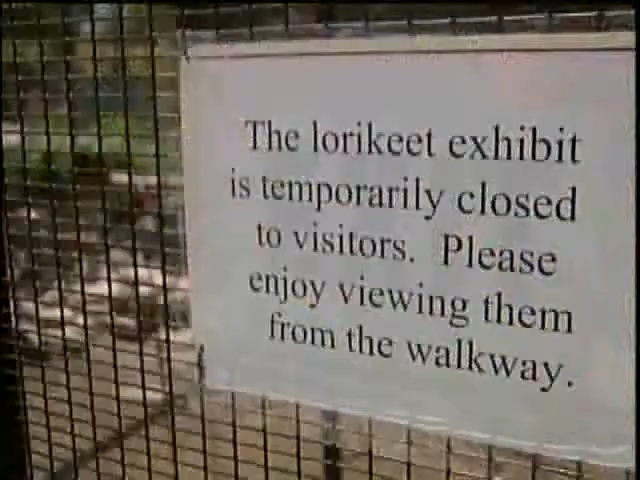 The lorikeet exhibit
is temporarily closed
to visitors. Please
enjoy viewing them
from the walkway.